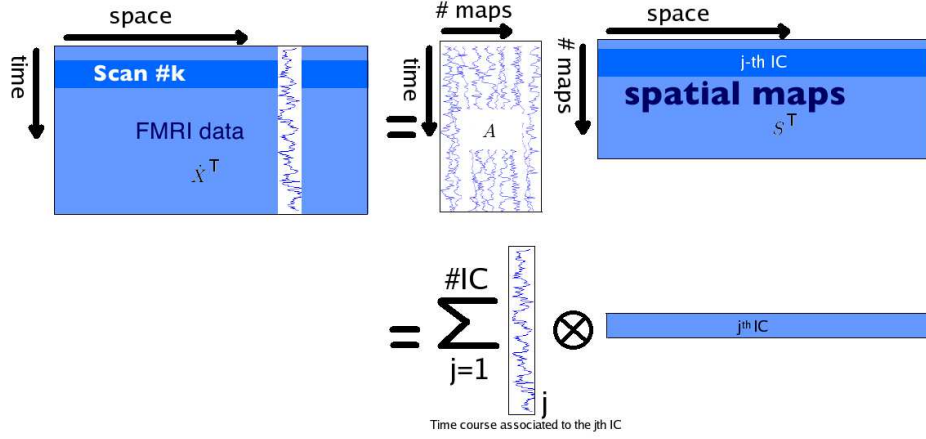 space
time
Scan #k
FMRI data
Ẋ T
=
# maps
time
A
space
# maps
j-th IC
spatial maps
S T
=
#IC
∑
j=1
j
⊗
jth IC
Time course associated to the jth IC